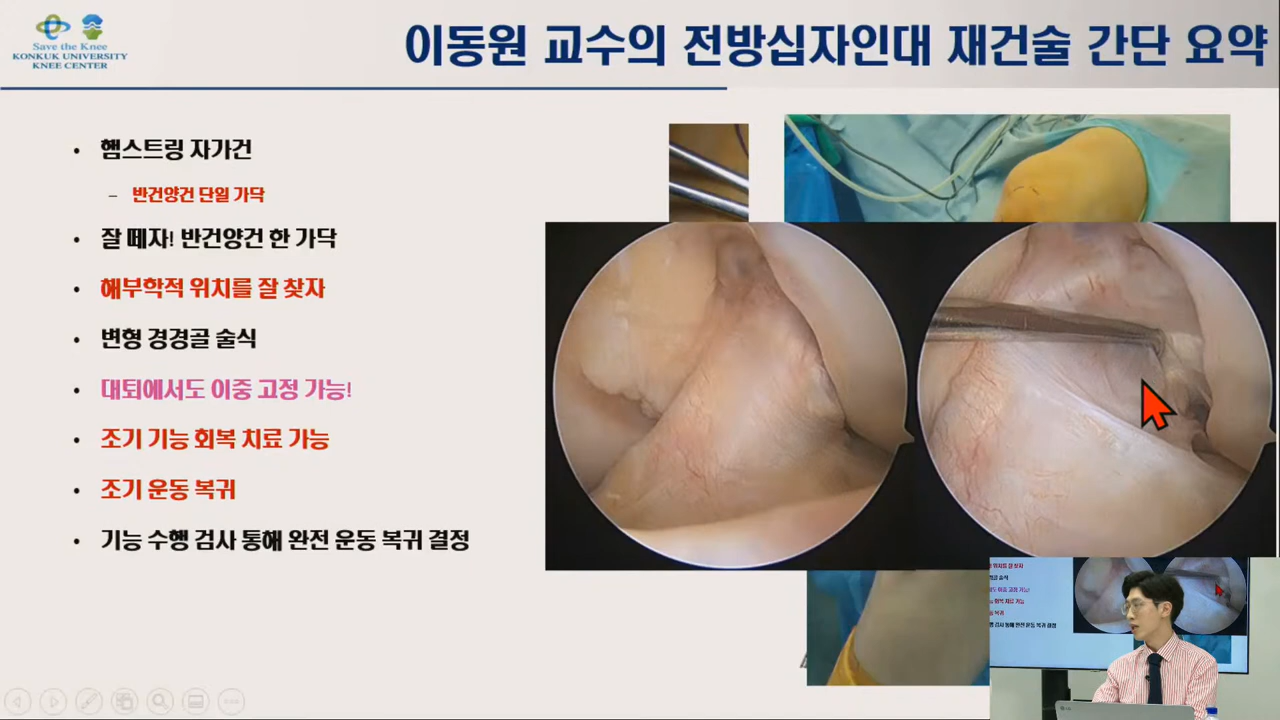 Save the Knee
KONKUK UNIVERSITY
KNEE CENTER
이동원 교수의 전방십자인대 재건술 간단 요약
• 햄스트링 자가건
– 반건양건 단일 가닥
• 잘 떼자! 반건양건 한 가닥
• 해부학적 위치를 잘 찾자
• 변형 경경골 술식
• 대퇴에서도 이중 고정 가능!
• 조기 기능 회복 치료 가능
• 조기 운동 복귀
• 기능 수행 검사 통해 완전 운동 복귀 결정